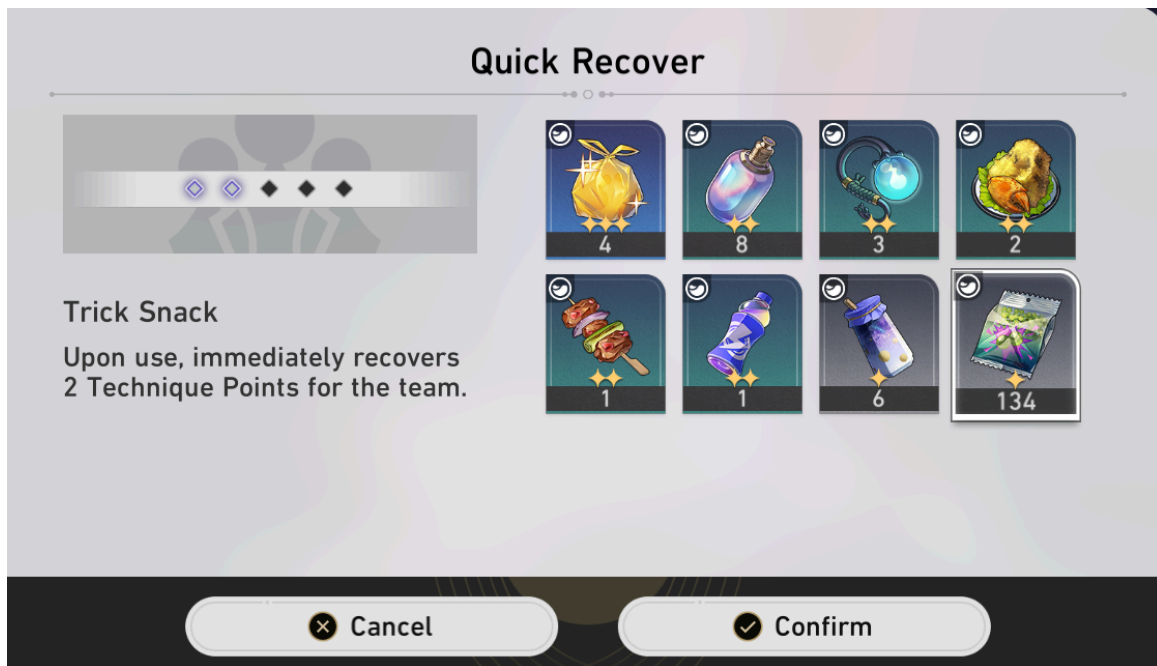 Quick Recover
Trick Snack
Upon use, immediately recovers
2 Technique Points for the team.
4
8
3
2
1
1
6
134
Cancel
Confirm